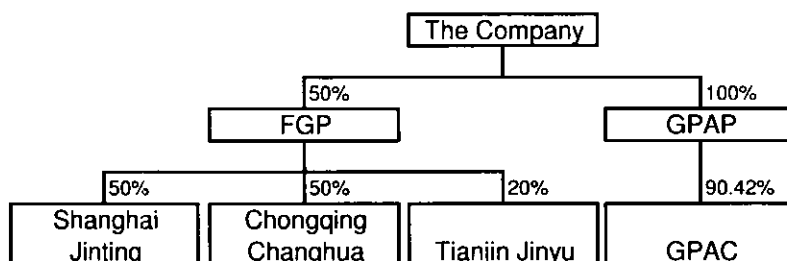 The Company
50%
100%
FGP
GPAP
50%
50%
20%
90.42%
Shanghai
Jinting
Chongqing
Changhua
Tianjin Jinyu
GPAC